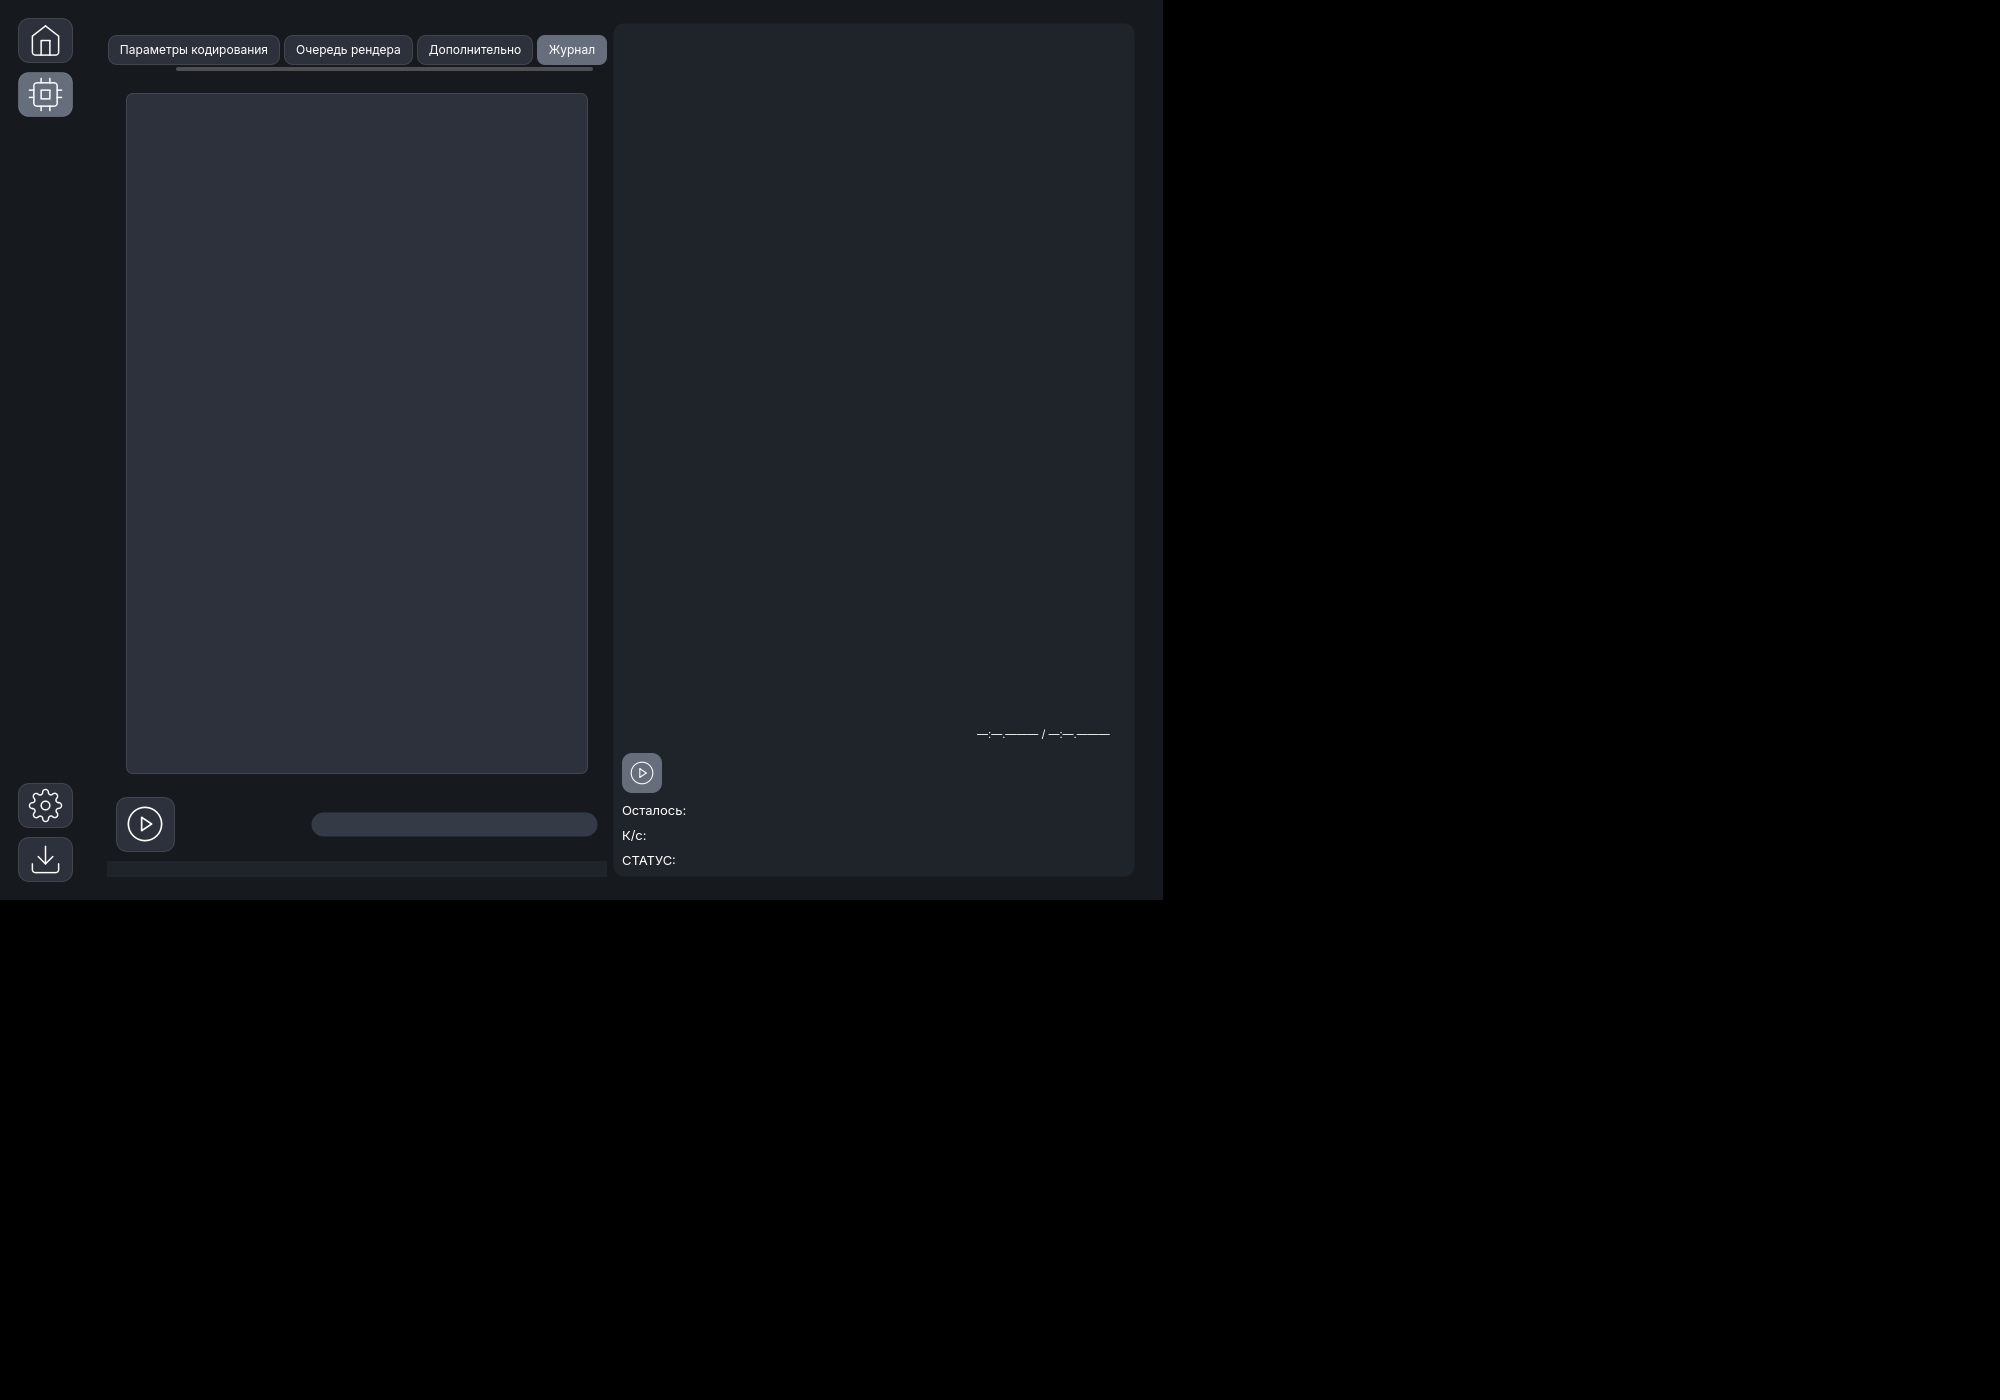 Параметры кодирования
Очередь рендера
Дополнительно
Журнал
—:—.——— / —:—.———
Осталось:
К/с:
СТАТУС: